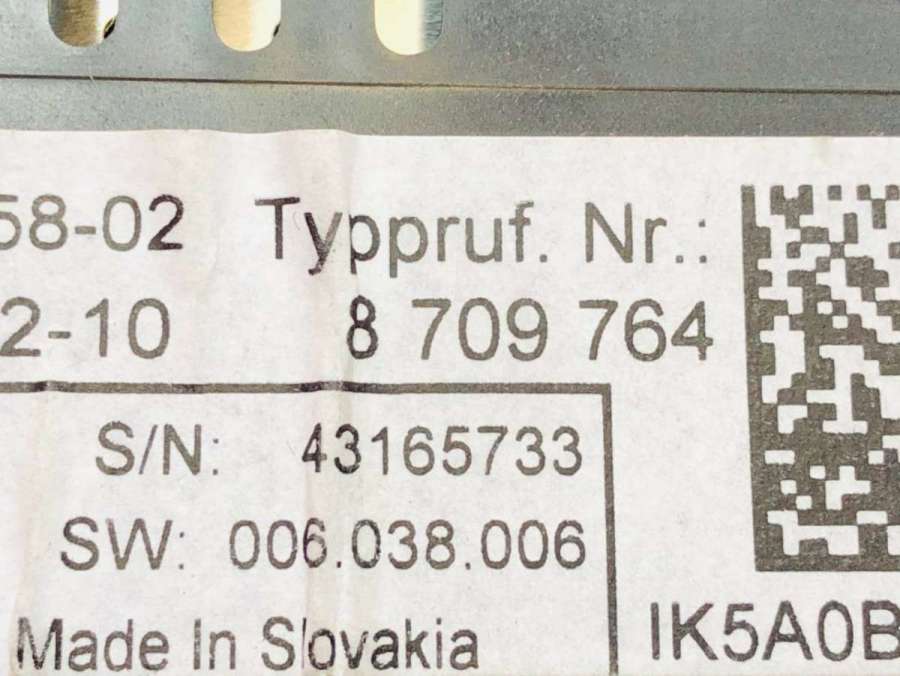 58-02 Typpruf. Nr.:
2-10 8 709 764
S/N: 43165733
SW: 006.038.006
Made In Slovakia
IK5A0B